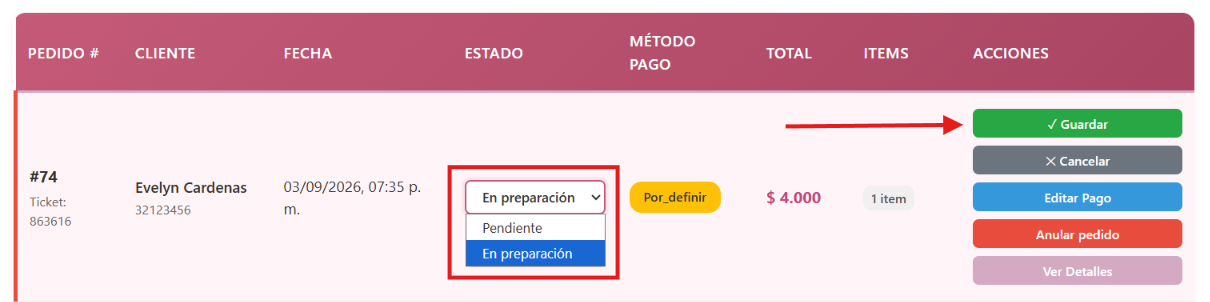 PEDIDO #
CLIENTE
FECHA
ESTADO
MÉTODO
PAGO
TOTAL
ITEMS
ACCIONES
#74
Ticket:
863616
Evelyn Cardenas
32123456
03/09/2026, 07:35 p.
m.
En preparación
Pendiente
En preparación
Por_definir
$ 4.000
1 item
✓ Guardar
✕ Cancelar
Editar Pago
Anular pedido
Ver Detalles